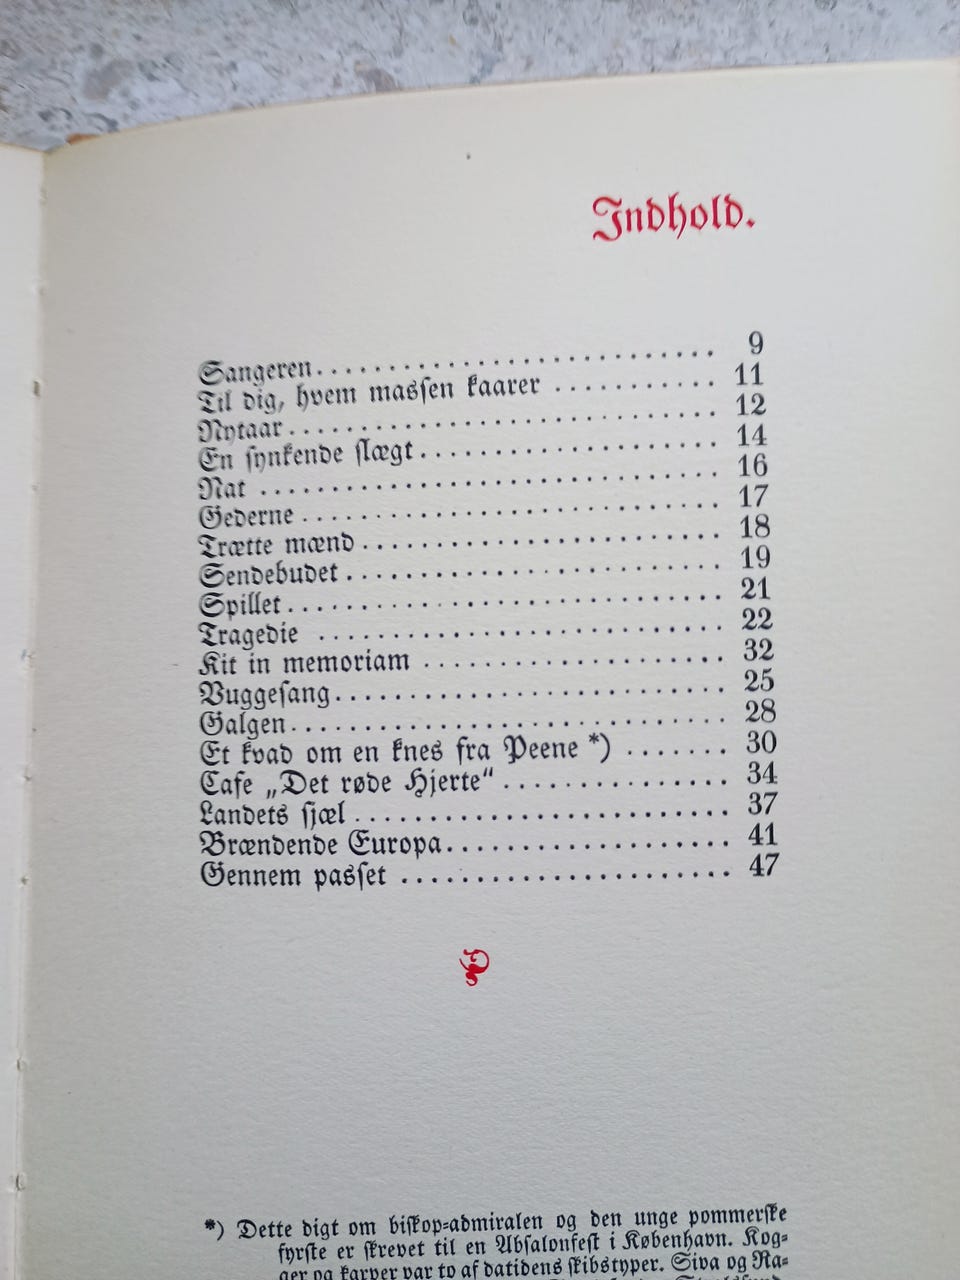 Indhold.
Sangeren . . . . . . . . . . . . . . . . . . . . . . . . 9
Til dig, hvem massen kaarer . . . . . . . . . . 11
Nytaar . . . . . . . . . . . . . . . . . . . . . . . . . . 12
En synkende slægt . . . . . . . . . . . . . . . . . . 14
Nat . . . . . . . . . . . . . . . . . . . . . . . . . . . . 16
Gederne . . . . . . . . . . . . . . . . . . . . . . . . . 17
Trætte mænd . . . . . . . . . . . . . . . . . . . . . 18
Sendebudet . . . . . . . . . . . . . . . . . . . . . . 19
Spillet . . . . . . . . . . . . . . . . . . . . . . . . . . 21
Tragedie . . . . . . . . . . . . . . . . . . . . . . . . 22
Kit in memoriam . . . . . . . . . . . . . . . . . . 32
Vuggesang . . . . . . . . . . . . . . . . . . . . . . . 25
Galgen . . . . . . . . . . . . . . . . . . . . . . . . . . 28
Et kvad om en knes fra Peene *) . . . . . . . 30
Cafe „Det røde Hjerte“ . . . . . . . . . . . . . . 34
Landets sjæl . . . . . . . . . . . . . . . . . . . . . . 37
Brændende Europa . . . . . . . . . . . . . . . . . 41
Gennem passet . . . . . . . . . . . . . . . . . . . . 47
*) Dette digt om biskop-admiralen og den unge pommerske
fyrste er skrevet til en Absalonfest i København. Kog-
ger og karver var to af datidens skibstyper. Siva og Ra-